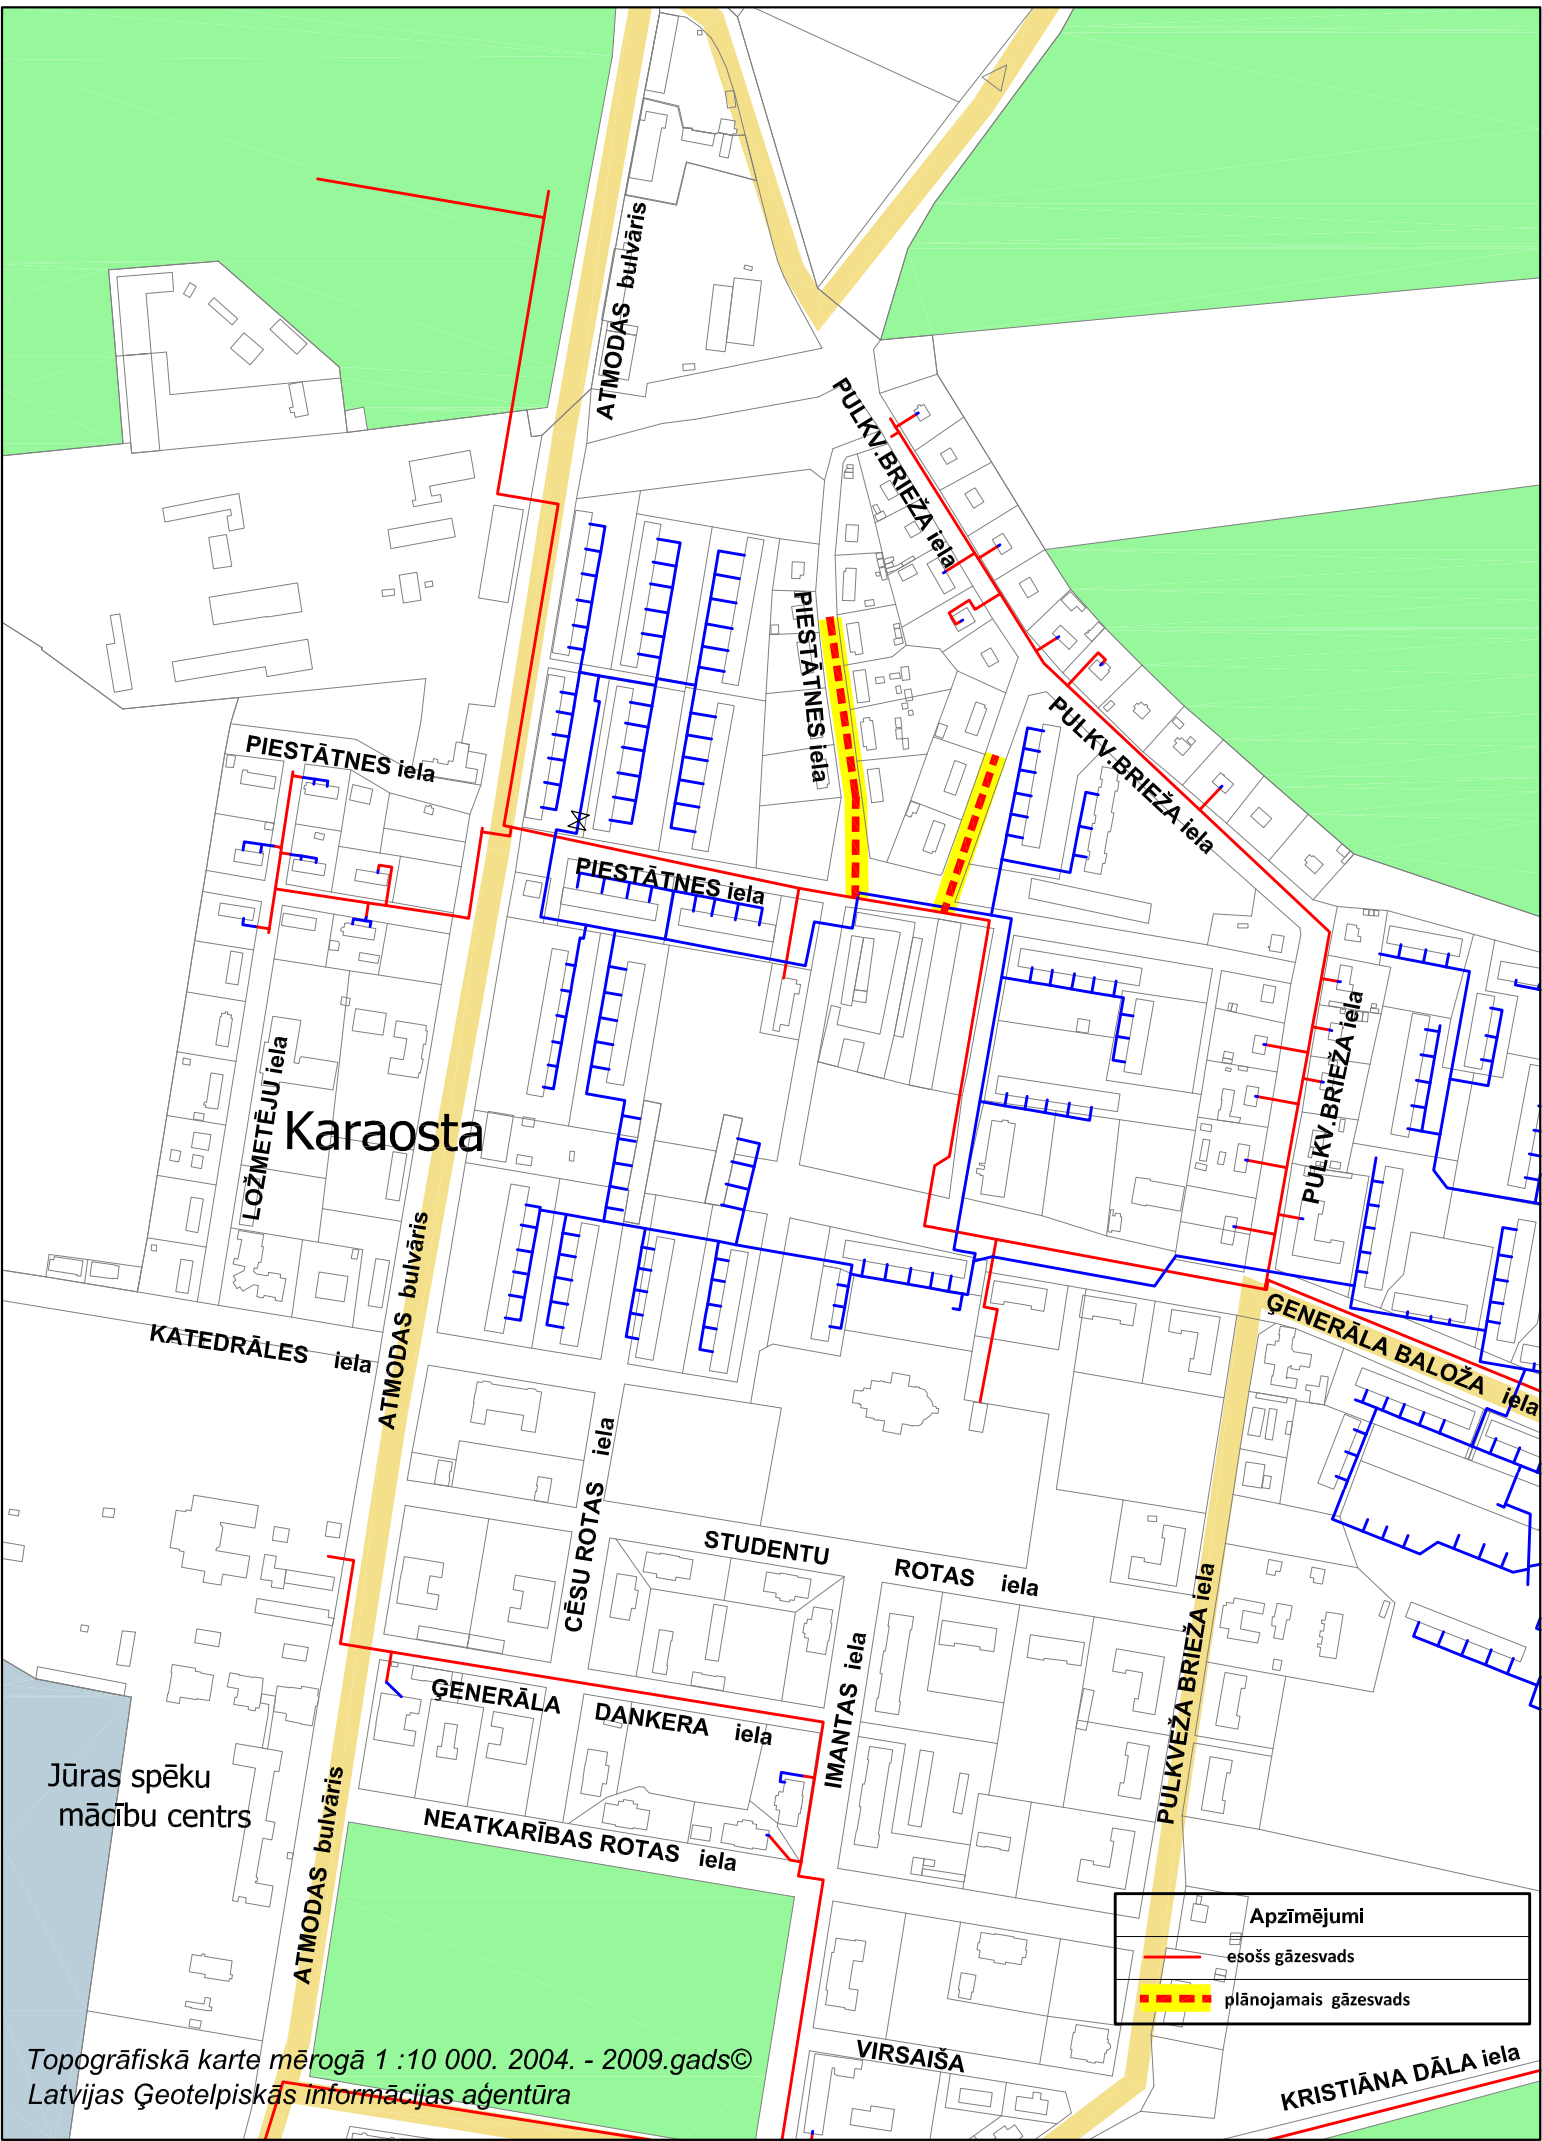 ATMODAS bulvāris
PULKV.BRIEŽA iela
PIESTĀTNES iela
PIESTĀTNES iela
PULKV.BRIEŽA iela
PIESTĀTNES iela
LOŽMETĒJU iela
Karaosta
PULKV.BRIEŽA iela
ATMODAS bulvāris
KATEDRĀLES iela
ĢENERĀLA BALOŽA iela
CĒSU ROTAS iela
STUDENTU ROTAS iela
PULKVEŽA BRIEŽA iela
IMANTAS iela
ĢENERĀLA DANKERA iela
Jūras spēku
mācību centrs
ATMODAS bulvāris
NEATKARĪBAS ROTAS iela
Apzīmējumi
esošs gāzesvads
plānojamais gāzesvads
VIRSAIŠA
KRISTIĀNA DĀLA iela
Topogrāfiskā karte mērogā 1 :10 000. 2004. - 2009.gads©
Latvijas Ģeotelpiskās informācijas aģentūra